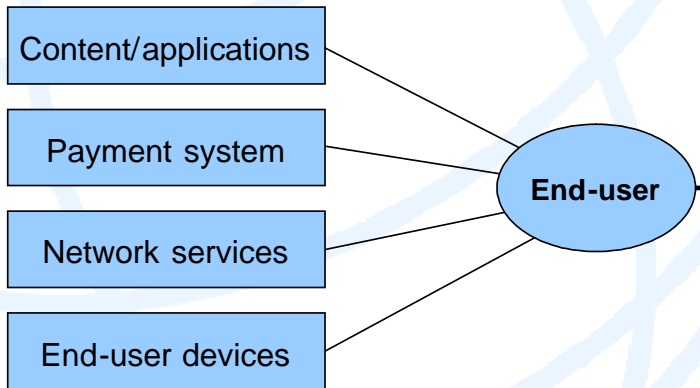 Content/applications
Payment system
End-user
Network services
End-user devices